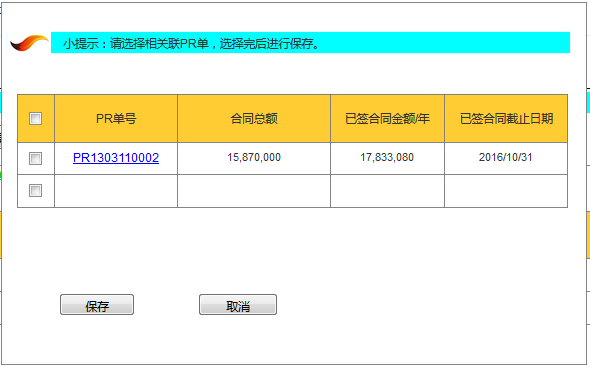 小提示：请选择相关联PR单，选择完后进行保存。
PR单号 合同总额 已签合同金额/年 已签合同截止日期
PR1303110002 15,870,000 17,833,080 2016/10/31
保存 取消